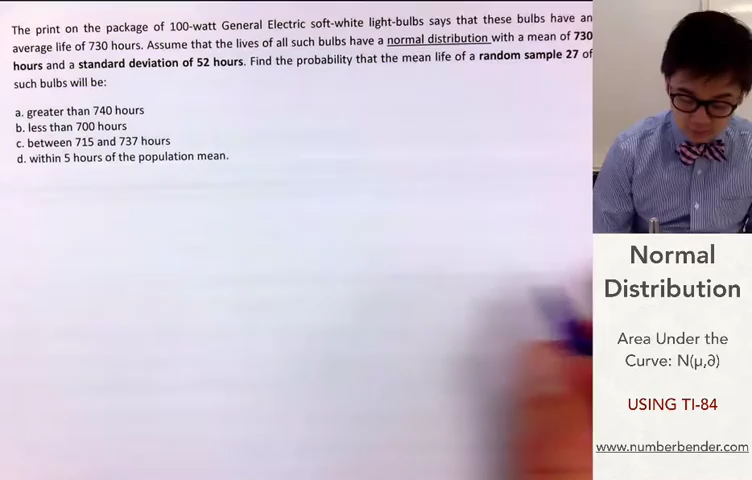 The print on the package of 100-watt General Electric soft-white light-bulbs says that these bulbs have an
average life of 730 hours. Assume that the lives of all such bulbs have a normal distribution with a mean of 730
hours and a standard deviation of 52 hours. Find the probability that the mean life of a random sample 27 of
such bulbs will be:
a. greater than 740 hours
b. less than 700 hours
c. between 715 and 737 hours
d. within 5 hours of the population mean.
Normal
Distribution
Area Under the
Curve: N(μ,∂)
USING TI-84
www.numberbender.com